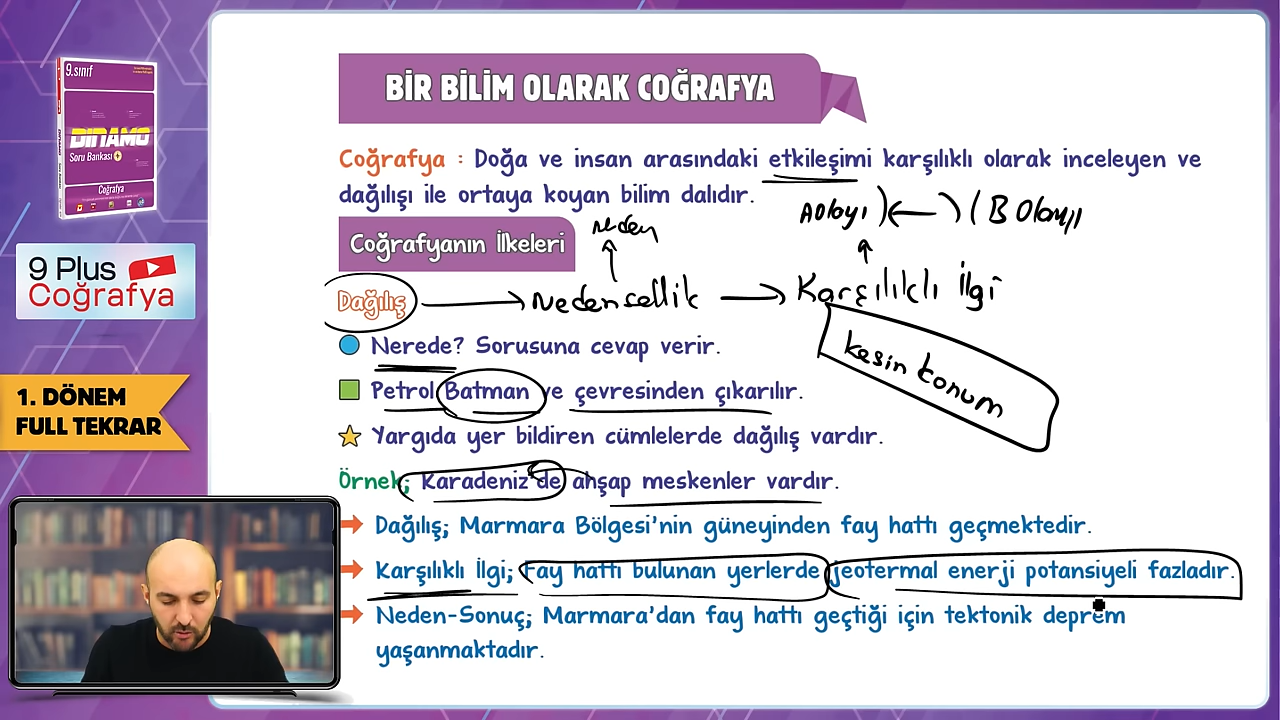 9.sınıf
DİNAMO
Soru Bankası +
Coğrafya
9 Plus
Coğrafya
1. DÖNEM
FULL TEKRAR
BİR BİLİM OLARAK COĞRAFYA
Coğrafya : Doğa ve insan arasındaki etkileşimi karşılıklı olarak inceleyen ve
dağılışı ile ortaya koyan bilim dalıdır.
A Olayı ) ← ) ( B Olayı
neden
Coğrafyanın İlkeleri
Dağılış → Nedensellik → Karşılıklı İlgi
kesin konum
Nerede? Sorusuna cevap verir.
Petrol Batman ve çevresinden çıkarılır.
Yargıda yer bildiren cümlelerde dağılış vardır.
Örnek; Karadeniz'de ahşap meskenler vardır.
Dağılış; Marmara Bölgesi'nin güneyinden fay hattı geçmektedir.
Karşılıklı İlgi; Fay hattı bulunan yerlerde jeotermal enerji potansiyeli fazladır.
Neden-Sonuç; Marmara'dan fay hattı geçtiği için tektonik deprem
yaşanmaktadır.